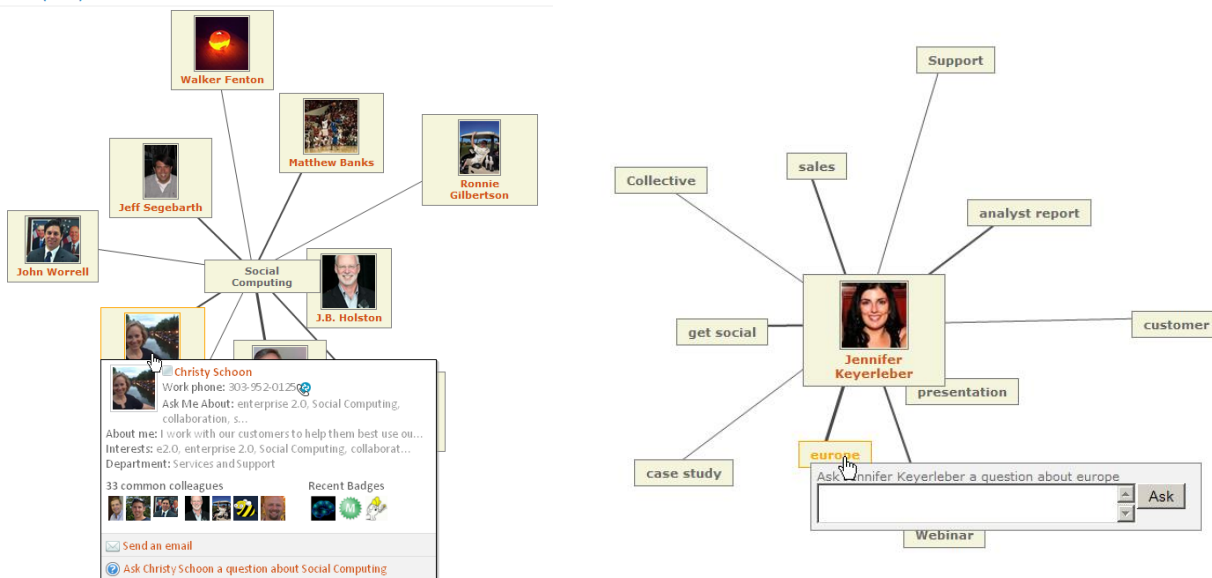 Walker Fenton
Matthew Banks
Ronnie
Gilbertson
Jeff Segebarth
John Worrell
Social
Computing
J.B. Holston
Christy Schoon
Work phone: 303-952-0125
Ask Me About: enterprise 2.0, Social Computing,
collaboration, s...
About me: I work with our customers to help them best use ou...
Interests: e2.0, enterprise 2.0, Social Computing, collaborat...
Department: Services and Support
33 common colleagues
Recent Badges
M
Send an email
Ask Christy Schoon a question about Social Computing
Support
sales
Collective
analyst report
get social
customer
Jennifer
Keyerleber
presentation
europe
case study
Ask Jennifer Keyerleber a question about europe
Ask
Webinar